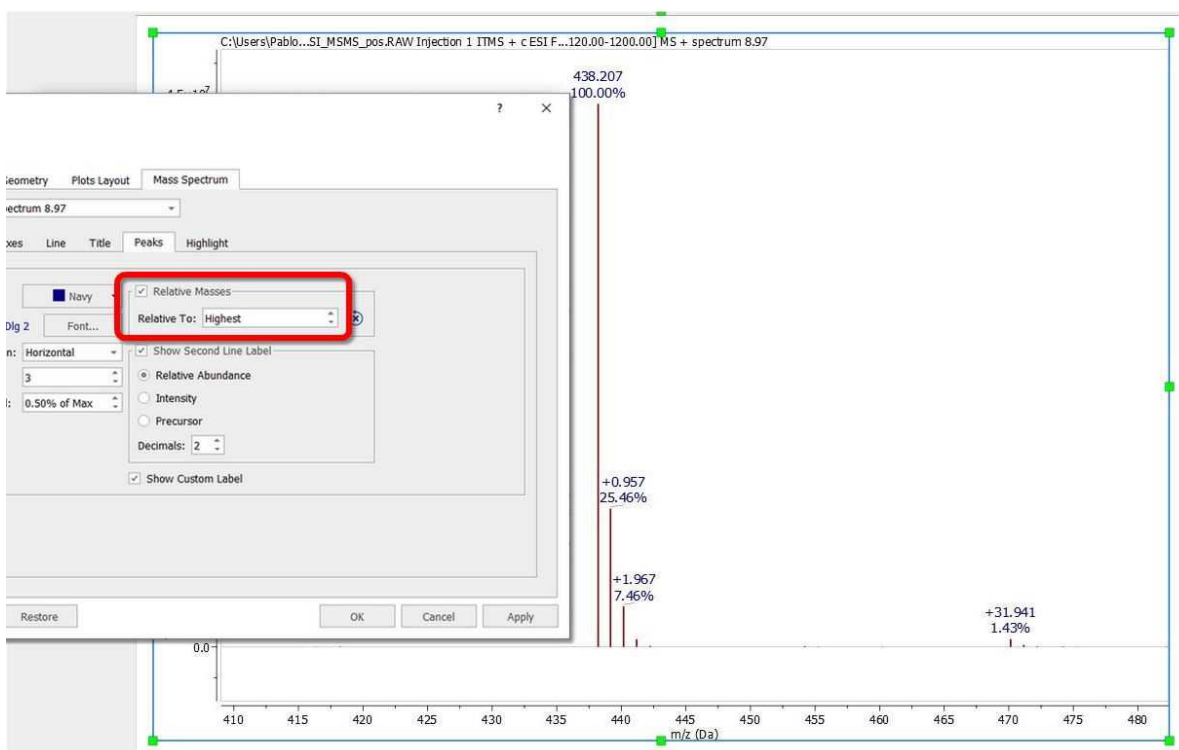 C:\Users\Pablo...SI_MSMS_pos.RAW Injection 1 ITMS + c ESI F...120.00-1200.00] MS + spectrum 8.97
438.207
100.00%
? ×
Geometry Plots Layout Mass Spectrum
spectrum 8.97
Line Title Peaks Highlight
Navy
Relative Masses
Dlg 2 Font...
Relative To: Highest
Horizontal
Show Second Line Label
3
Relative Abundance
0.50% of Max
Intensity
Precursor
Decimals: 2
Show Custom Label
+0.957
25.46%
+1.967
7.46%
+31.941
1.43%
Restore OK Cancel Apply
0.0
410 415 420 425 430 435 440 445 450 455 460 465 470 475 480
m/z (Da)